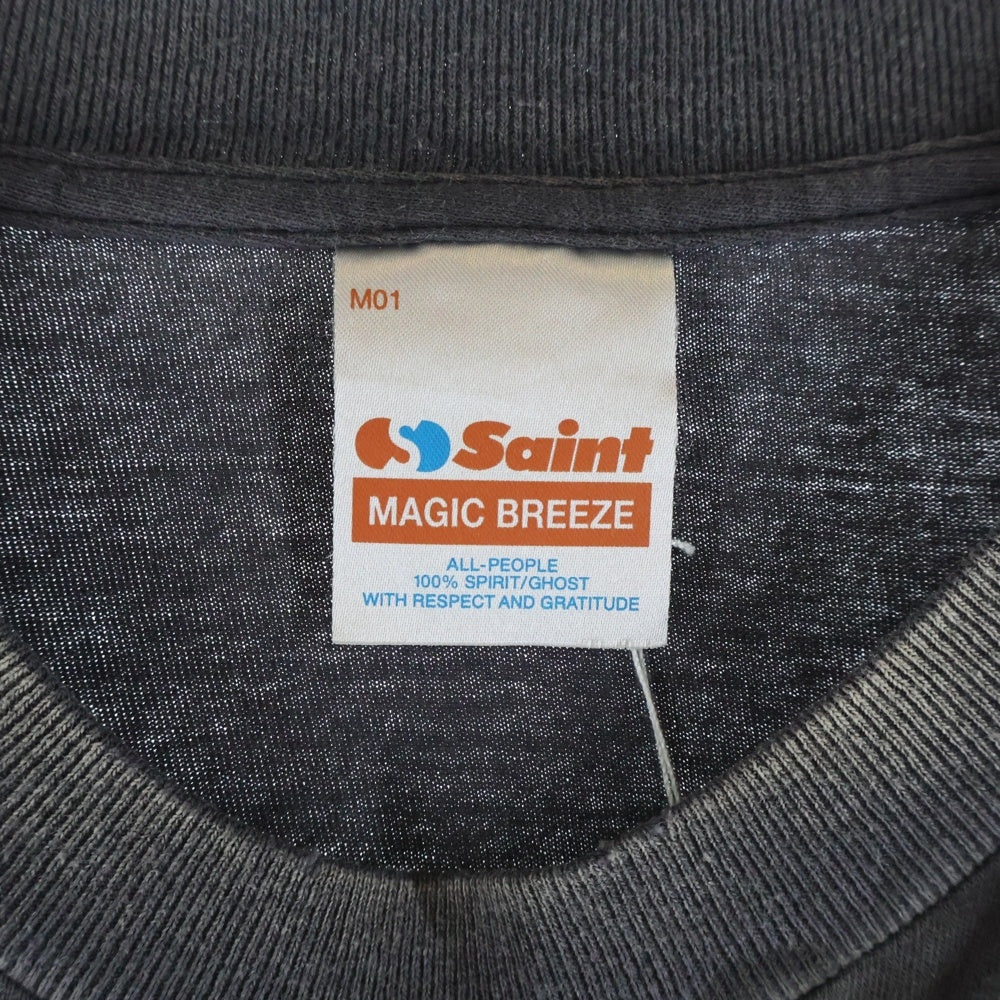 M01
Saint
MAGIC BREEZE
ALL-PEOPLE
100% SPIRIT/GHOST
WITH RESPECT AND GRATITUDE